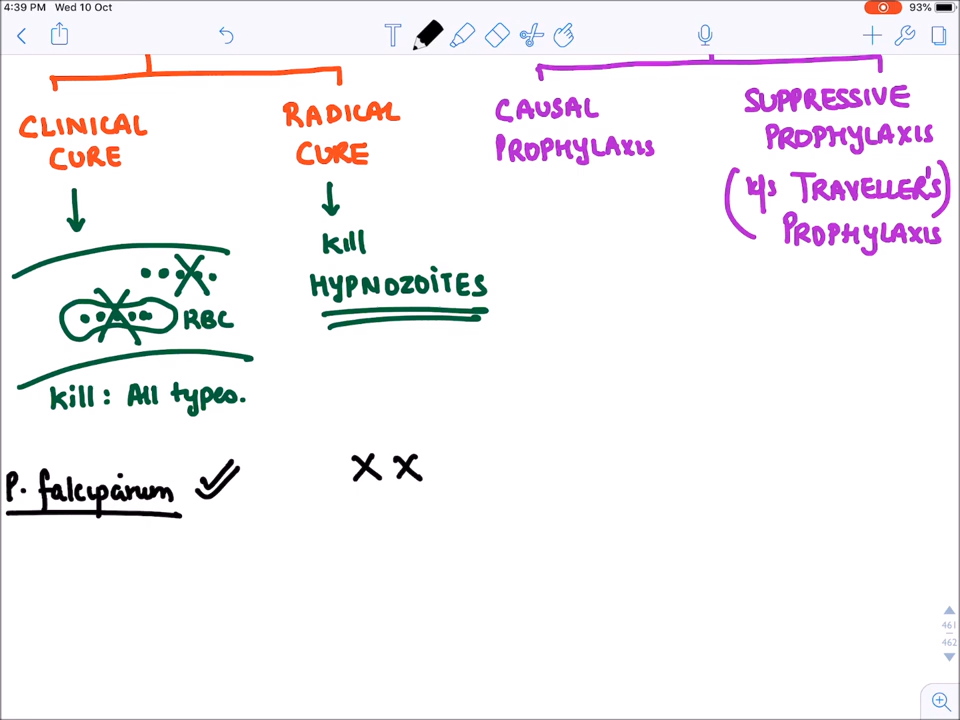 4:39 PM Wed 10 Oct
93%
T
CLINICAL
CURE
RADICAL
CURE
CAUSAL
PROPHYLAXIS
SUPPRESSIVE
PROPHYLAXIS
(k/s TRAVELLER'S
PROPHYLAXIS)
RBC
kill : All types.
kill
HYPNOZOITES
P. falciparum
X X
461
462